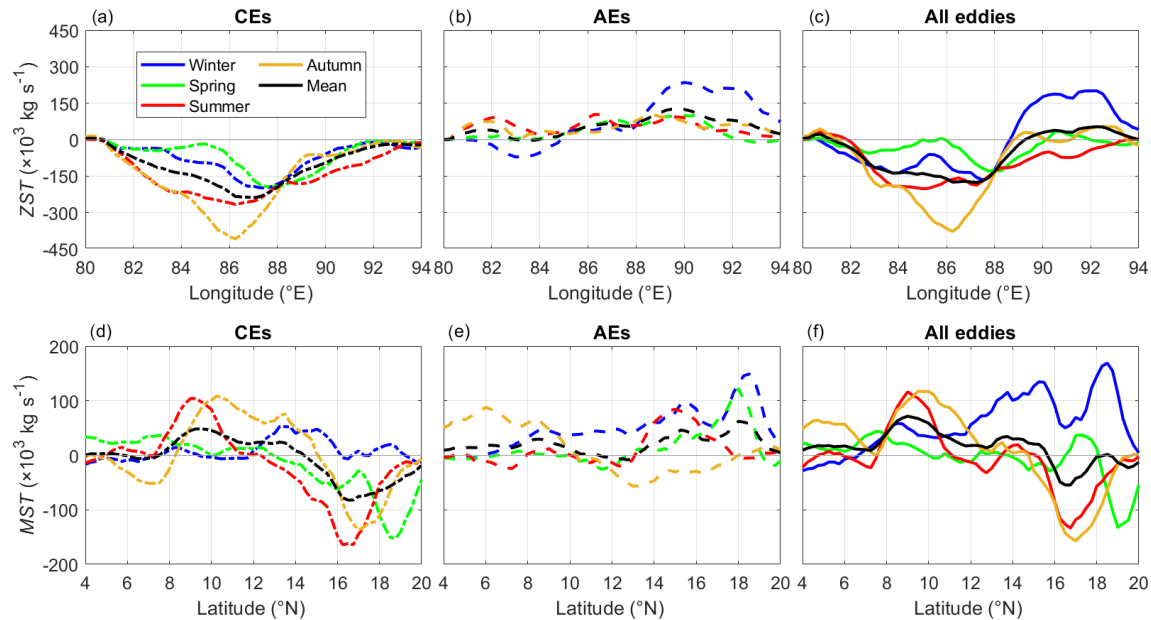 (a) CEs
(b) AEs
(c) All eddies
ZST (×10³ kg s⁻¹)
450
300
150
0
-150
-300
-450
Winter
Spring
Summer
Autumn
Mean
80 82 84 86 88 90 92 94
80 82 84 86 88 90 92 94
80 82 84 86 88 90 92 94
Longitude (°E)
Longitude (°E)
Longitude (°E)
(d) CEs
(e) AEs
(f) All eddies
MST (×10³ kg s⁻¹)
200
100
0
-100
-200
4 6 8 10 12 14 16 18 20
4 6 8 10 12 14 16 18 20
4 6 8 10 12 14 16 18 20
Latitude (°N)
Latitude (°N)
Latitude (°N)